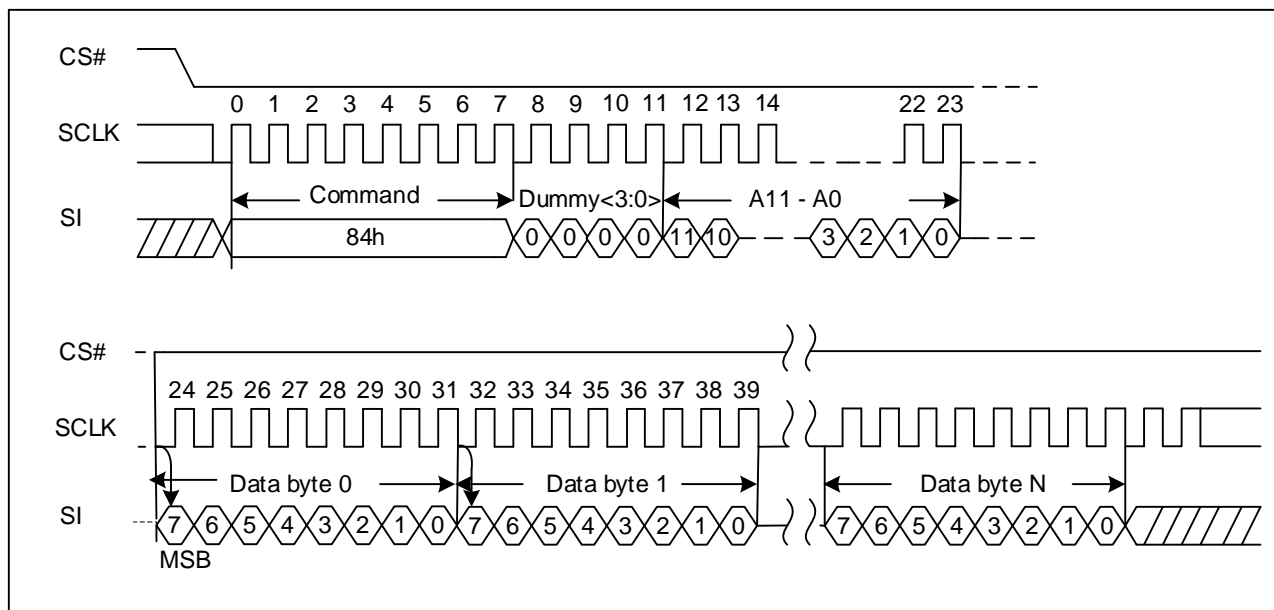 CS#
0 1 2 3 4 5 6 7 8 9 10 11 12 13 14 22 23
SCLK
Command Dummy<3:0> A11 - A0
SI
84h 0 0 0 0 11 10 3 2 1 0
CS#
24 25 26 27 28 29 30 31 32 33 34 35 36 37 38 39
SCLK
Data byte 0 Data byte 1 Data byte N
SI
7 6 5 4 3 2 1 0 7 6 5 4 3 2 1 0 7 6 5 4 3 2 1 0
MSB